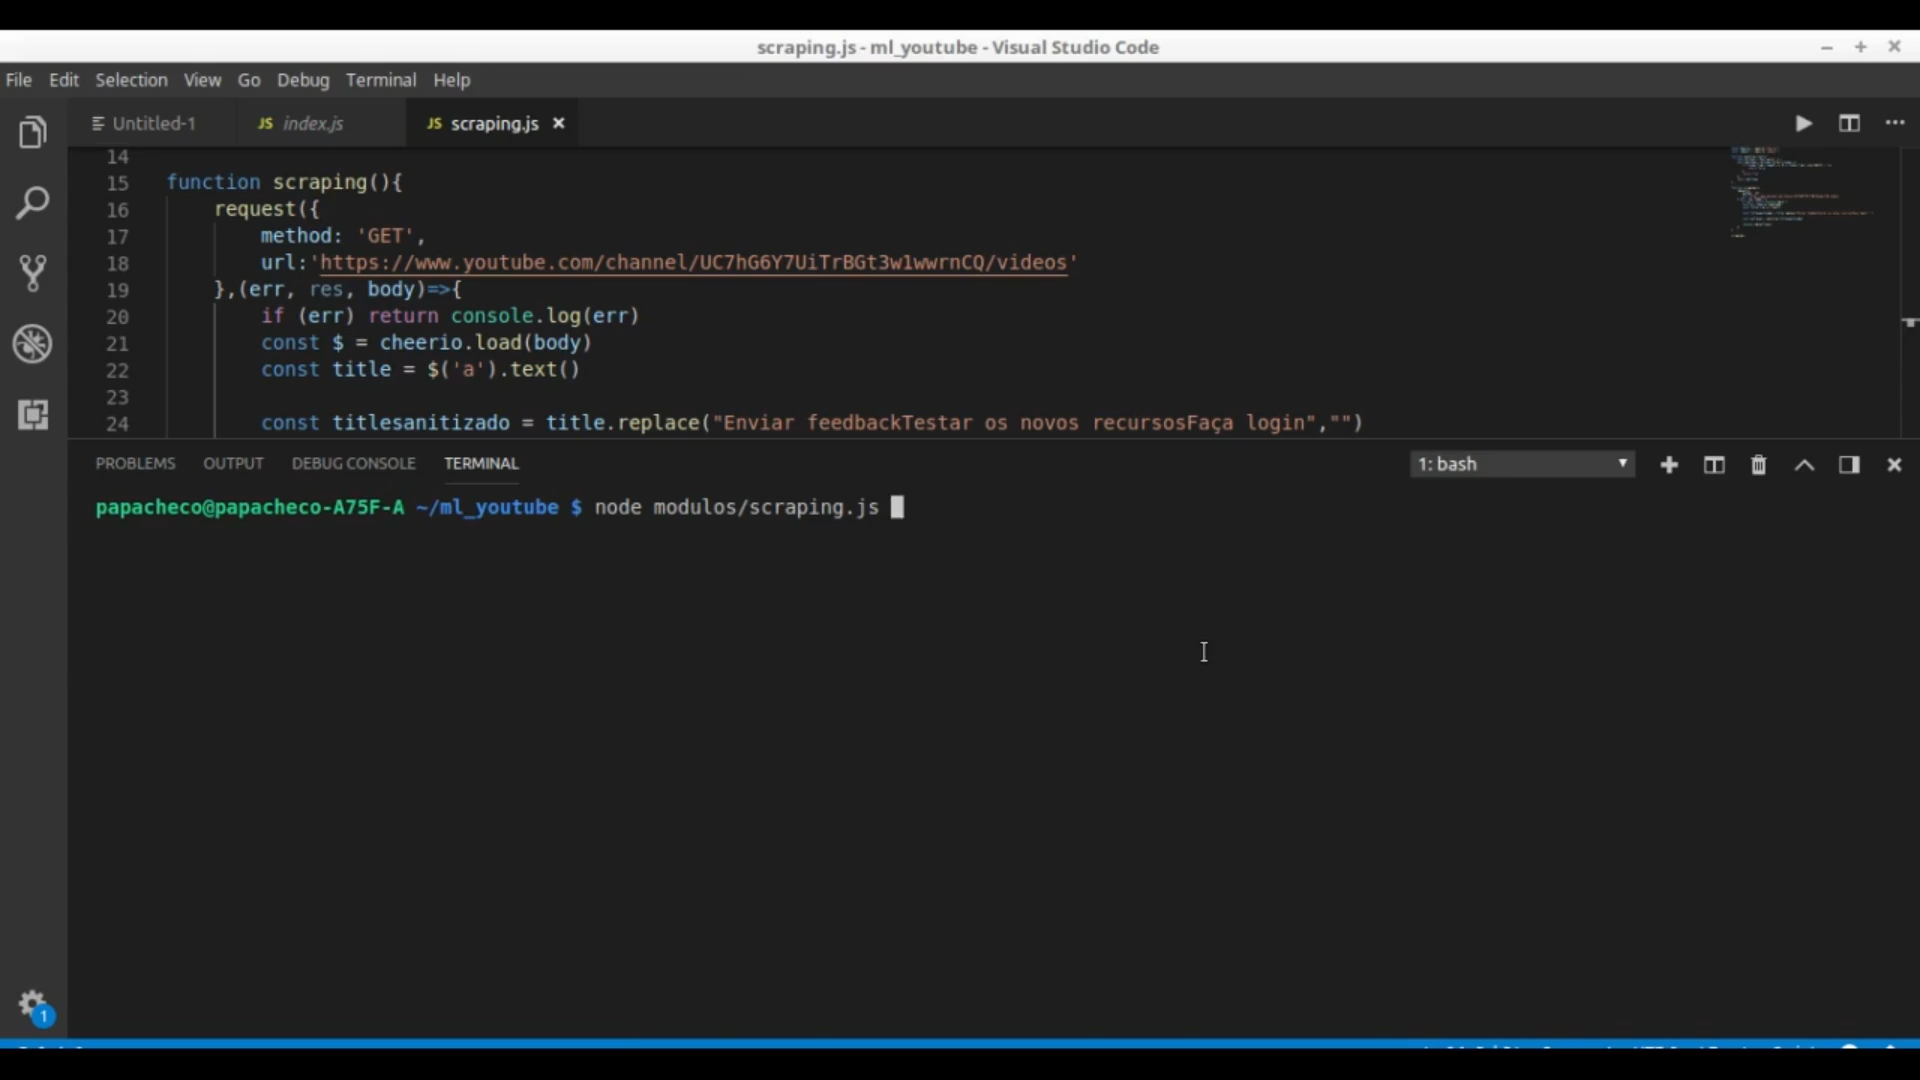 scraping.js - ml_youtube - Visual Studio Code
File Edit Selection View Go Debug Terminal Help
Untitled-1 JS index.js JS scraping.js
14
15 function scraping(){
16 request({
17 method: 'GET',
18 url:'https://www.youtube.com/channel/UC7hG6Y7UiTrBGt3w1wwrnCQ/videos'
19 },(err, res, body)=>{
20 if (err) return console.log(err)
21 const $ = cheerio.load(body)
22 const title = $('a').text()
23
24 const titlesanitizado = title.replace("Enviar feedbackTestar os novos recursosFaça login","")
PROBLEMS OUTPUT DEBUG CONSOLE TERMINAL 1: bash
papacheco@papacheco-A75F-A ~/ml_youtube $ node modulos/scraping.js
1